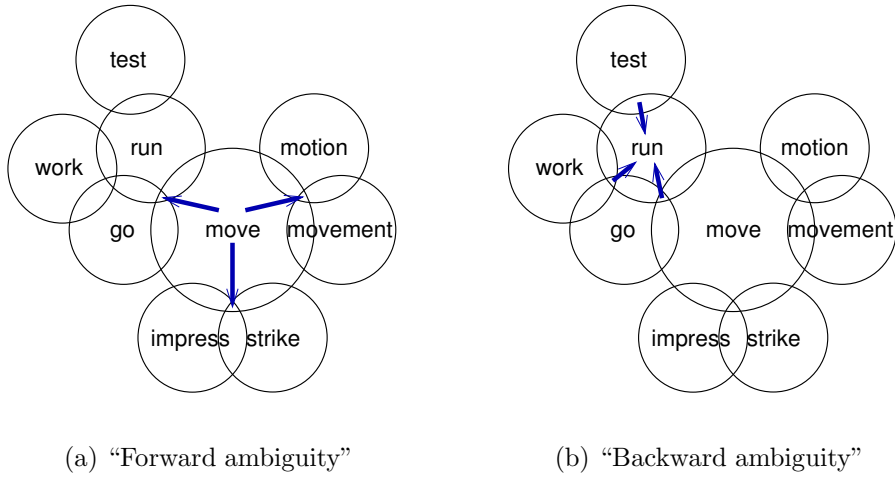 test
run
motion
work
go
move
movement
impress
strike
(a) “Forward ambiguity”
test
run
motion
work
go
move
movement
impress
strike
(b) “Backward ambiguity”